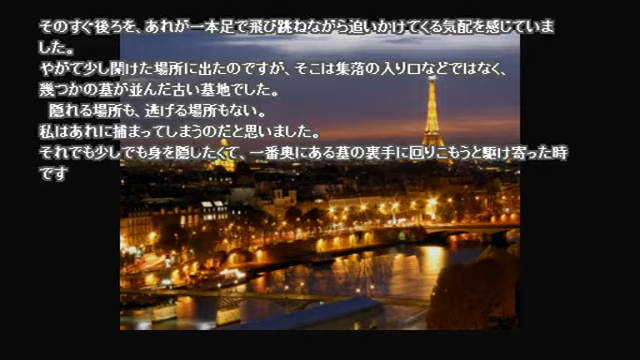 そのすぐ後ろを、あれが一本足で飛び跳ねながら追いかけてくる気配を感じていま
した。
やがて少し開けた場所に出たのですが、そこは集落の入り口などではなく、
幾つかの墓が並んだ古い墓地でした。
隠れる場所も、逃げる場所もない。
私はあれに捕まってしまうのだと思いました。
それでも少しでも身を隠したくて、一番奥にある墓の裏手に回りこもうと駆け寄った時
です